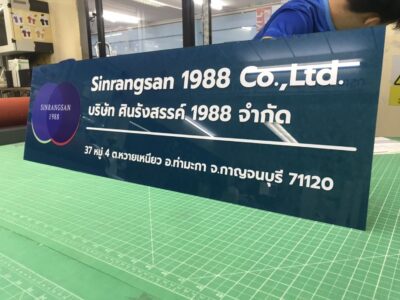 Sinrangsan 1988 Co.,Ltd.
บริษัท ศินรังสรรค์ 1988 จำกัด
SINRANGSAN
1988
37 หมู่ 4 ต.หวายเหนียว อ.ท่ามะกา จ.กาญจนบุรี 71120